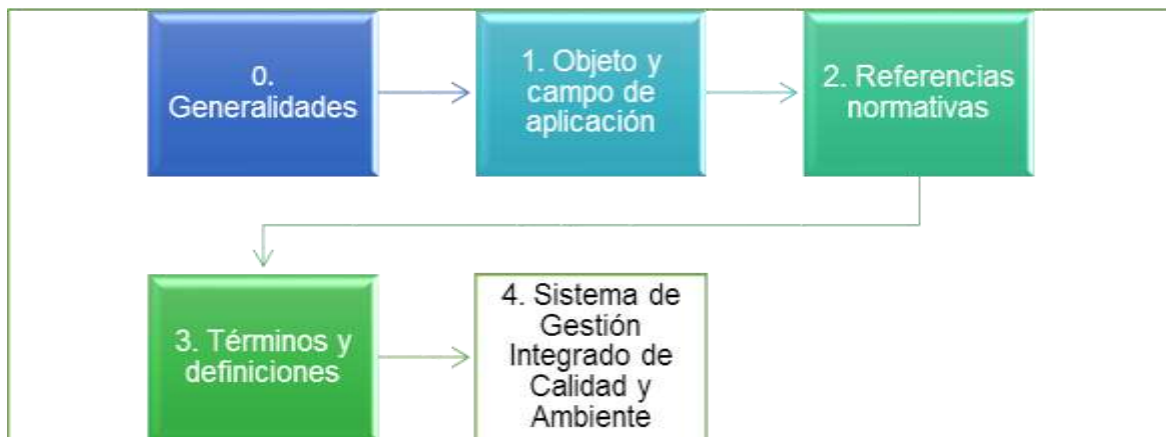 0.
Generalidades
1. Objeto y
campo de
aplicación
2. Referencias
normativas
3. Términos y
definiciones
4. Sistema de
Gestión
Integrado de
Calidad y
Ambiente